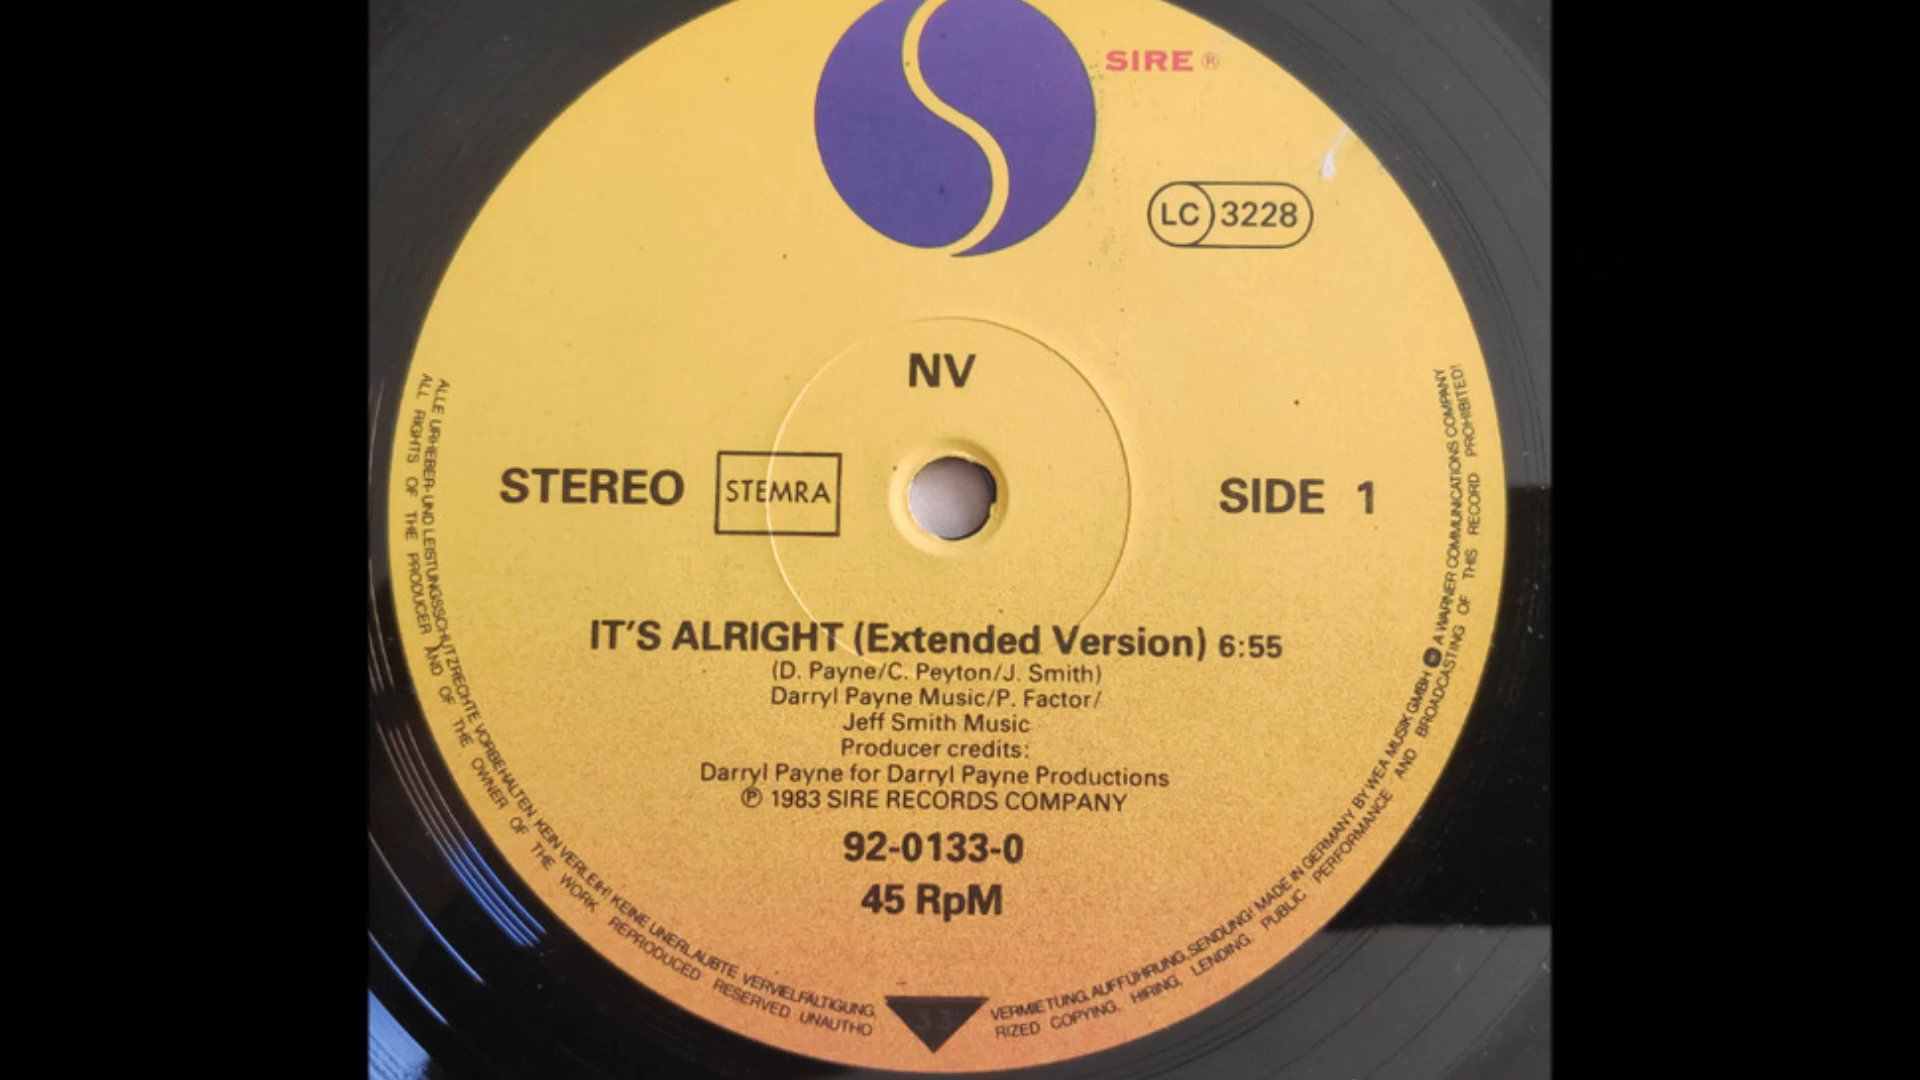 SIRE ®
LC 3228
NV
STEREO
STEMRA
SIDE 1
IT'S ALRIGHT (Extended Version) 6:55
(D. Payne/C. Peyton/J. Smith)
Darryl Payne Music/P. Factor/
Jeff Smith Music
Producer credits:
Darryl Payne for Darryl Payne Productions
℗ 1983 SIRE RECORDS COMPANY
92-0133-0
45 RpM
33
ALLE URHEBER- UND LEISTUNGSSCHUTZRECHTE VORBEHALTEN. KEIN VERLEIH! KEINE UNERLAUBTE VERVIELFÄLTIGUNG, VERMIETUNG, AUFFÜHRUNG, SENDUNG! MADE IN GERMANY BY WEA MUSIK GMBH A WARNER COMMUNICATIONS COMPANY
ALL RIGHTS OF THE PRODUCER AND OF THE OWNER OF THE WORK REPRODUCED RESERVED. UNAUTHORIZED COPYING, HIRING, LENDING, PUBLIC PERFORMANCE AND BROADCASTING OF THIS RECORD PROHIBITED!